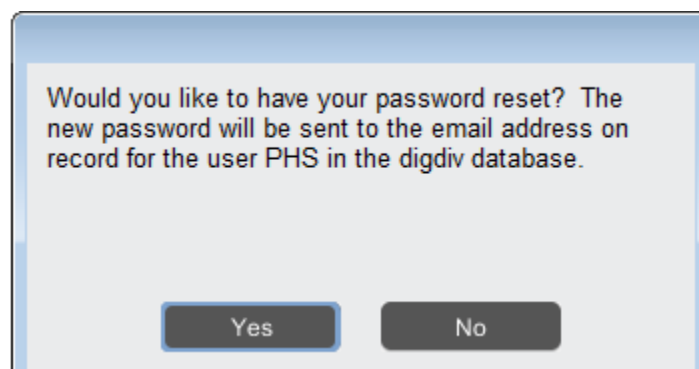 Would you like to have your password reset?  The
new password will be sent to the email address on
record for the user PHS in the digdiv database.
Yes
No